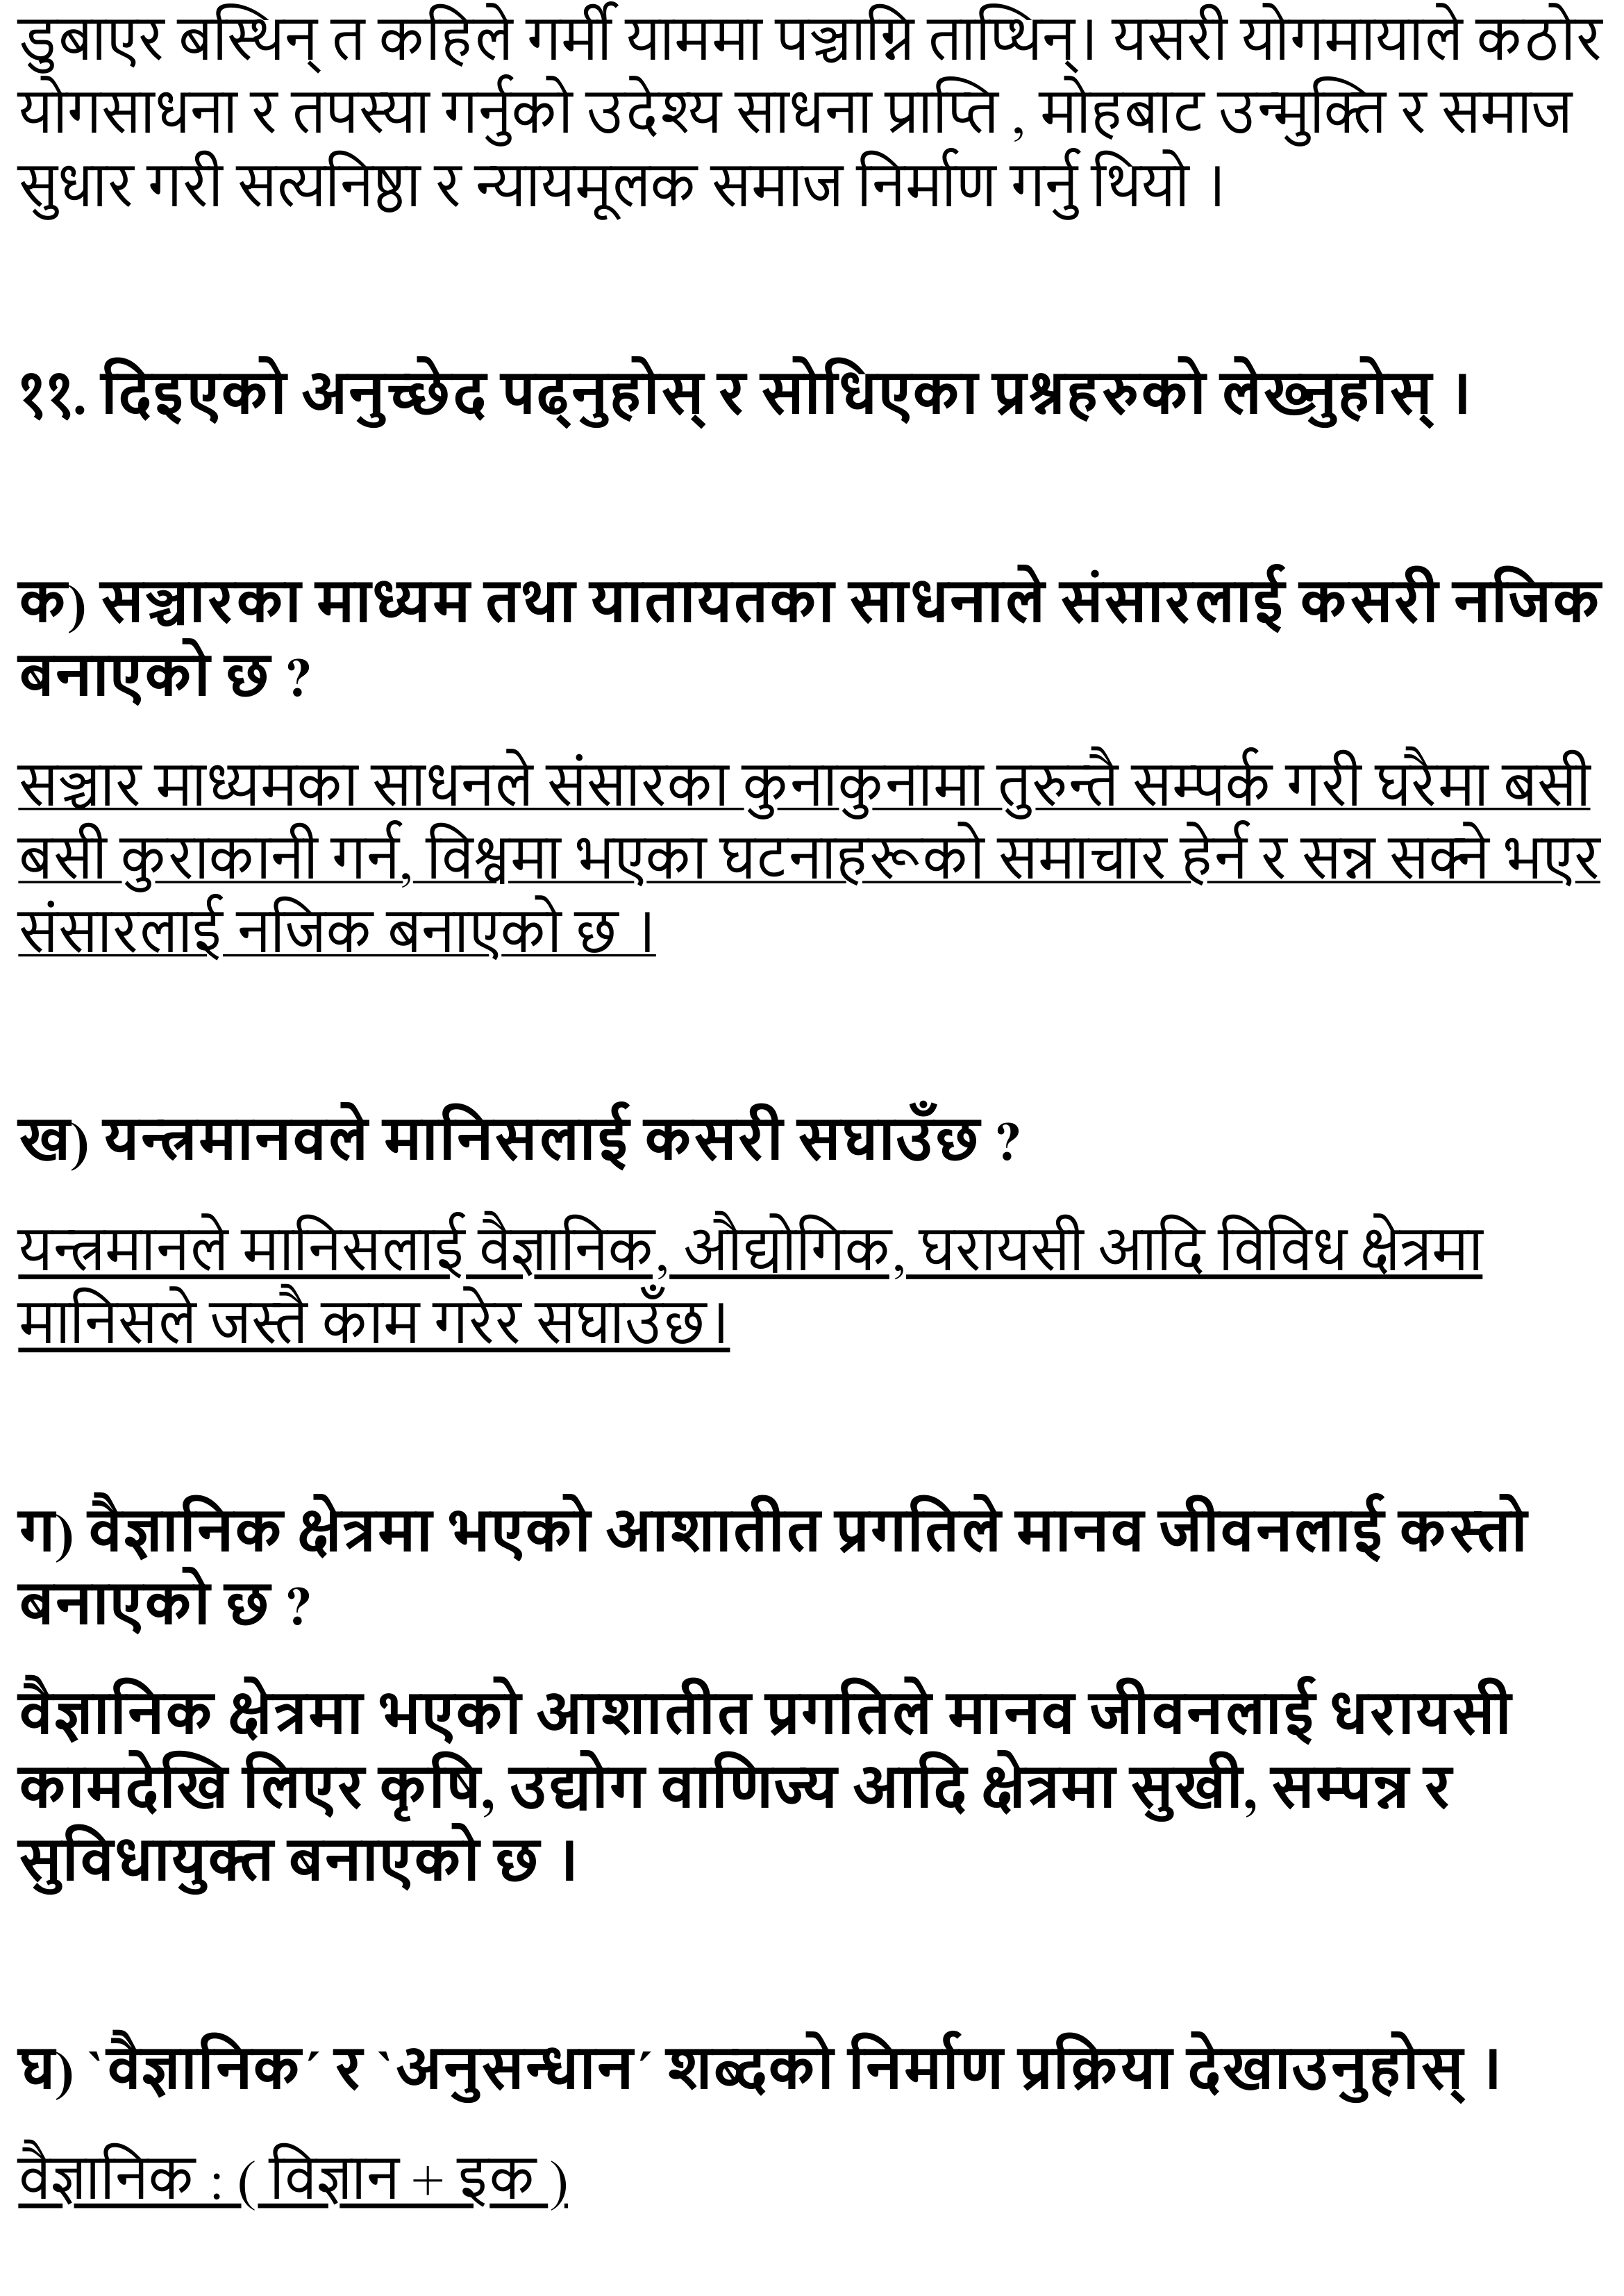 डुबाएर बस्थिन् त कहिले गर्मी याममा पञ्चाग्नि ताप्थिन्। यसरी योगमायाले कठोर
योगसाधना र तपस्या गर्नुको उदेश्य साधना प्राप्ति , मोहबाट उन्मुक्ति र समाज
सुधार गरी सत्यनिष्ठा र न्यायमूलक समाज निर्माण गर्नु थियो ।
११. दिइएको अनुच्छेद पढ्नुहोस् र सोधिएका प्रश्नहरुको लेख्नुहोस् ।
क) सञ्चारका माध्यम तथा यातायतका साधनाले संसारलाई कसरी नजिक
बनाएको छ ?
सञ्चार माध्यमका साधनले संसारका कुनाकुनामा तुरुन्तै सम्पर्क गरी घरैमा बसी
बसी कुराकानी गर्न, विश्वमा भएका घटनाहरूको समाचार हेर्न र सन्न सक्ने भएर
संसारलाई नजिक बनाएको छ ।
ख) यन्त्रमानवले मानिसलाई कसरी सघाउँछ ?
यन्त्रमानले मानिसलाई वैज्ञानिक, औद्योगिक, घरायसी आदि विविध क्षेत्रमा
मानिसले जस्तै काम गरेर सघाउँछ।
ग) वैज्ञानिक क्षेत्रमा भएको आशातीत प्रगतिले मानव जीवनलाई कस्तो
बनाएको छ ?
वैज्ञानिक क्षेत्रमा भएको आशातीत प्रगतिले मानव जीवनलाई धरायसी
कामदेखि लिएर कृषि, उद्योग वाणिज्य आदि क्षेत्रमा सुखी, सम्पन्न र
सुविधायुक्त बनाएको छ ।
घ) `वैज्ञानिक´ र `अनुसन्धान´ शब्दको निर्माण प्रक्रिया देखाउनुहोस् ।
वैज्ञानिक : ( विज्ञान + इक )